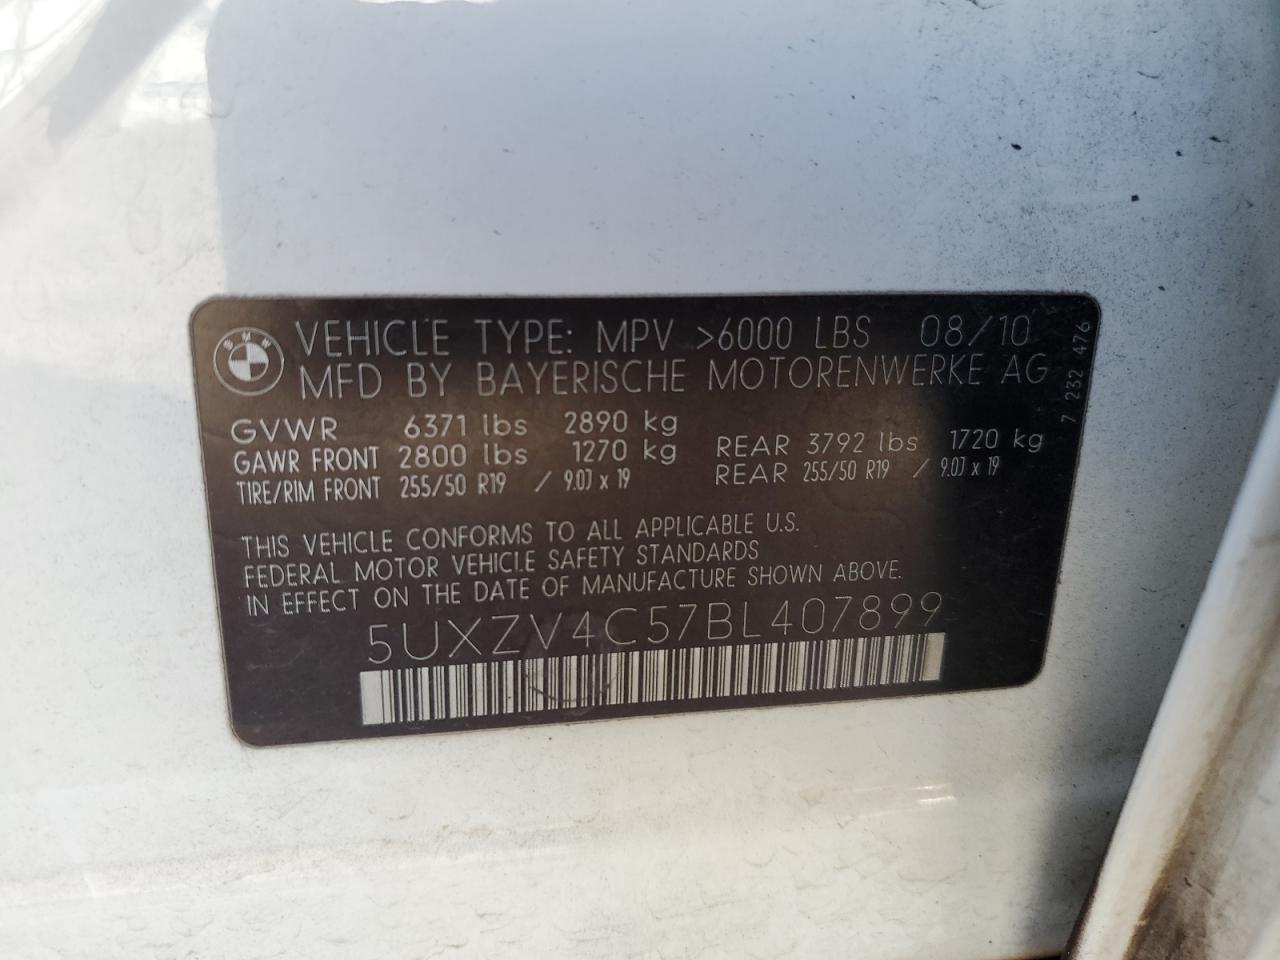 BMW
VEHICLE TYPE: MPV >6000 LBS 08/10
MFD BY BAYERISCHE MOTORENWERKE AG
7 232 476
GVWR 6371 lbs 2890 kg
GAWR FRONT 2800 lbs 1270 kg REAR 3792 lbs 1720 kg
TIRE/RIM FRONT 255/50 R19 / 9.0J x 19 REAR 255/50 R19 / 9.0J x 19
THIS VEHICLE CONFORMS TO ALL APPLICABLE U.S.
FEDERAL MOTOR VEHICLE SAFETY STANDARDS
IN EFFECT ON THE DATE OF MANUFACTURE SHOWN ABOVE.
5UXZV4C57BL407899